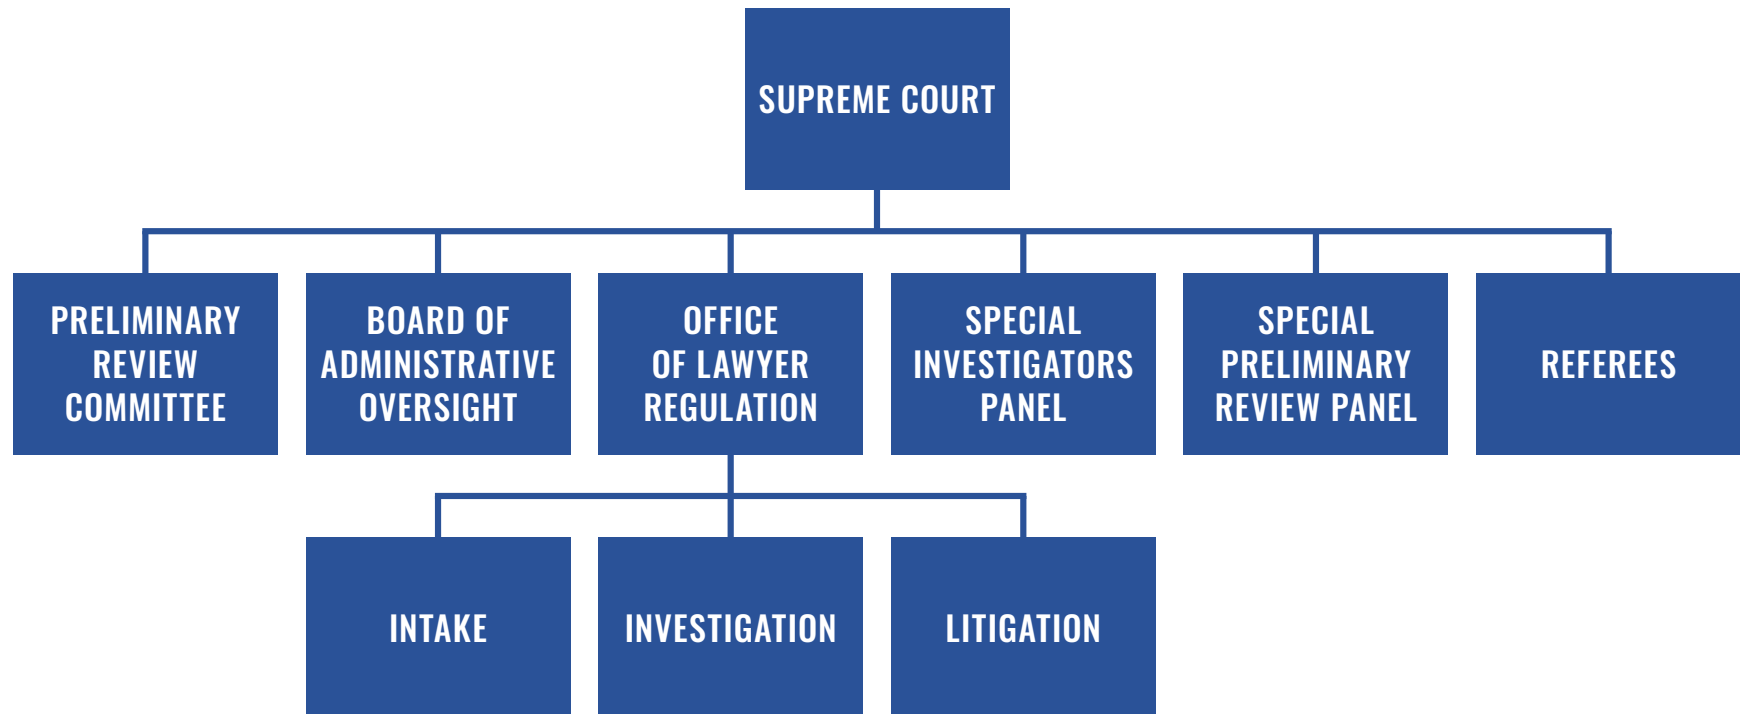 SUPREME COURT
PRELIMINARY
REVIEW
COMMITTEE
BOARD OF
ADMINISTRATIVE
OVERSIGHT
OFFICE
OF LAWYER
REGULATION
SPECIAL
INVESTIGATORS
PANEL
SPECIAL
PRELIMINARY
REVIEW PANEL
REFEREES
INTAKE
INVESTIGATION
LITIGATION